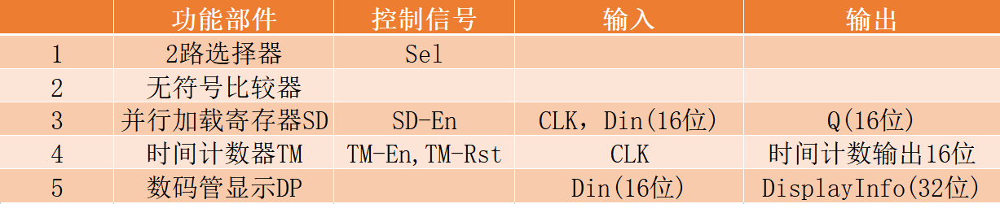 功能部件 控制信号 输入 输出
1 2路选择器 Sel
2 无符号比较器
3 并行加载寄存器SD SD-En CLK，Din(16位) Q(16位)
4 时间计数器TM TM-En,TM-Rst CLK 时间计数输出16位
5 数码管显示DP Din(16位) DisplayInfo(32位)